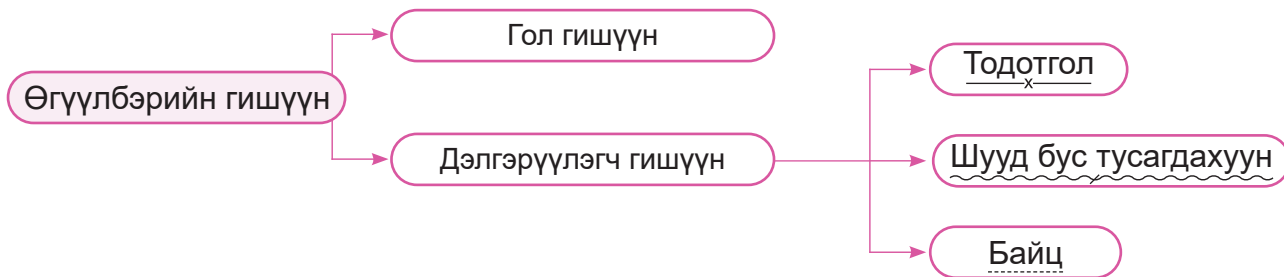 Өгүүлбэрийн гишүүн
Гол гишүүн
Дэлгэрүүлэгч гишүүн
Тодотгол
x
Шууд бус тусагдахуун
Байц